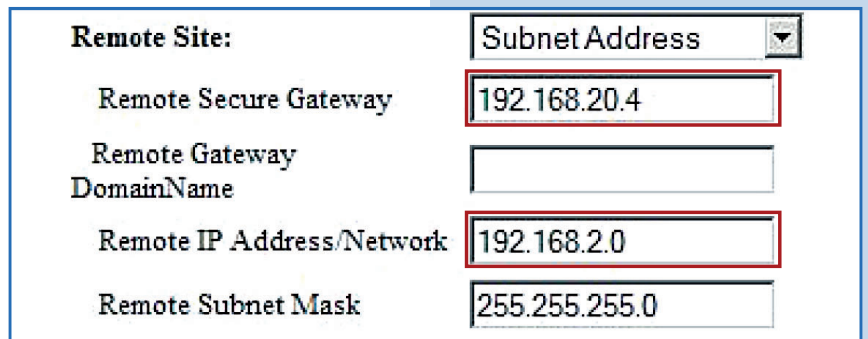 Remote Site: Subnet Address
Remote Secure Gateway 192.168.20.4
Remote Gateway
DomainName
Remote IP Address/Network 192.168.2.0
Remote Subnet Mask 255.255.255.0